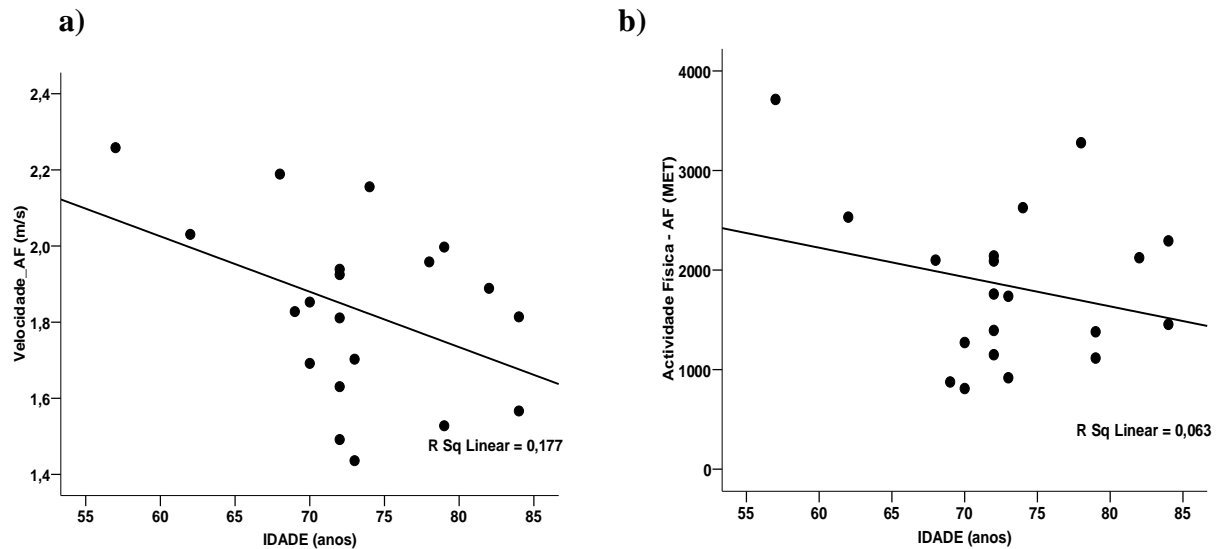 a)
Velocidade_AF (m/s)
2,4
2,2
2,0
1,8
1,6
1,4
R Sq Linear = 0,177
55 60 65 70 75 80 85
IDADE (anos)
b)
Actividade Física - AF (MET)
4000
3000
2000
1000
0
R Sq Linear = 0,063
55 60 65 70 75 80 85
IDADE (anos)